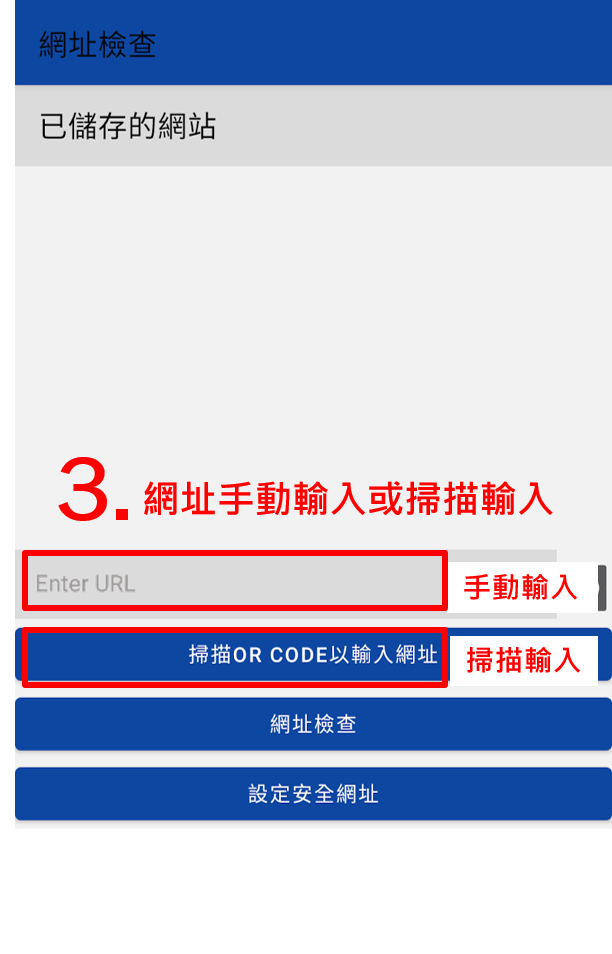 網址檢查
已儲存的網站
3. 網址手動輸入或掃描輸入
Enter URL 手動輸入
掃描OR CODE以輸入網址 掃描輸入
網址檢查
設定安全網址